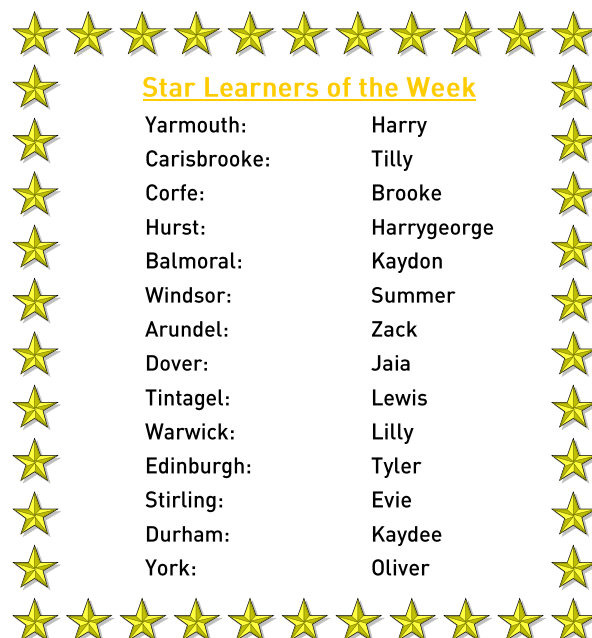 Star Learners of the Week
Yarmouth: Harry
Carisbrooke: Tilly
Corfe: Brooke
Hurst: Harrygeorge
Balmoral: Kaydon
Windsor: Summer
Arundel: Zack
Dover: Jaia
Tintagel: Lewis
Warwick: Lilly
Edinburgh: Tyler
Stirling: Evie
Durham: Kaydee
York: Oliver